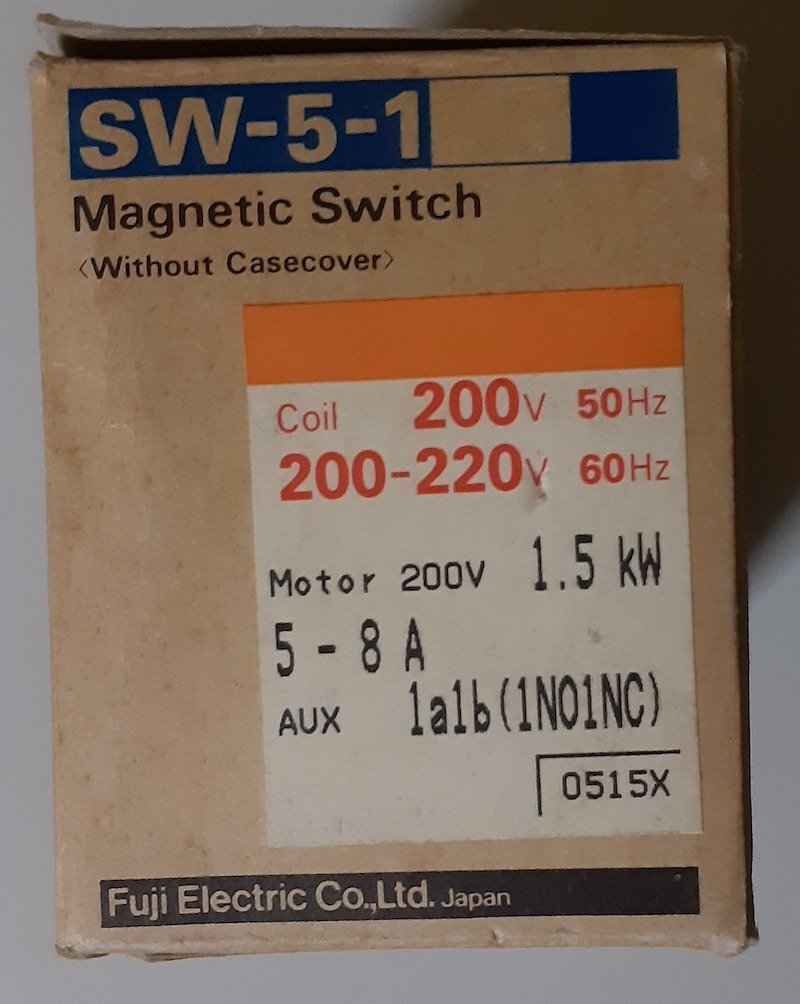 SW-5-1
Magnetic Switch
〈Without Casecover〉
Coil 200V 50Hz
200-220V 60Hz
Motor 200V 1.5 kW
5 - 8 A
AUX 1a1b(1NO1NC)
0515X
Fuji Electric Co.,Ltd. Japan